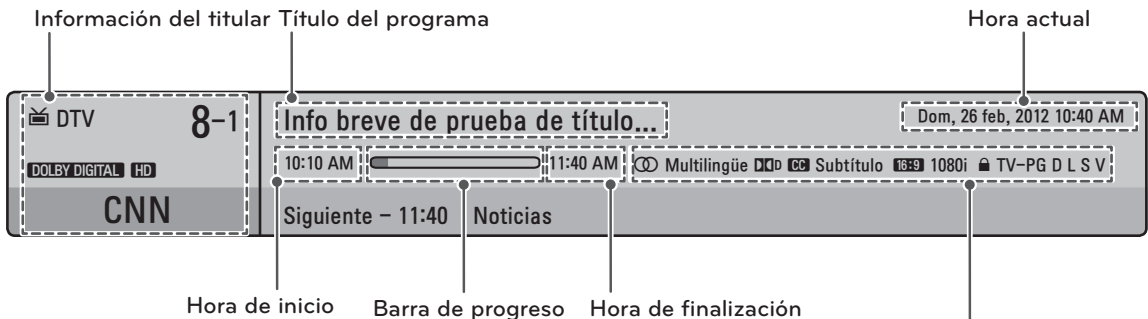 Información del titular Título del programa Hora actual
DTV 8-1 Info breve de prueba de título... Dom, 26 feb, 2012 10:40 AM
DOLBY DIGITAL HD 10:10 AM 11:40 AM Multilingüe DD CC Subtítulo 16:9 1080i TV-PG D L S V
CNN Siguiente – 11:40 Noticias
Hora de inicio Barra de progreso Hora de finalización